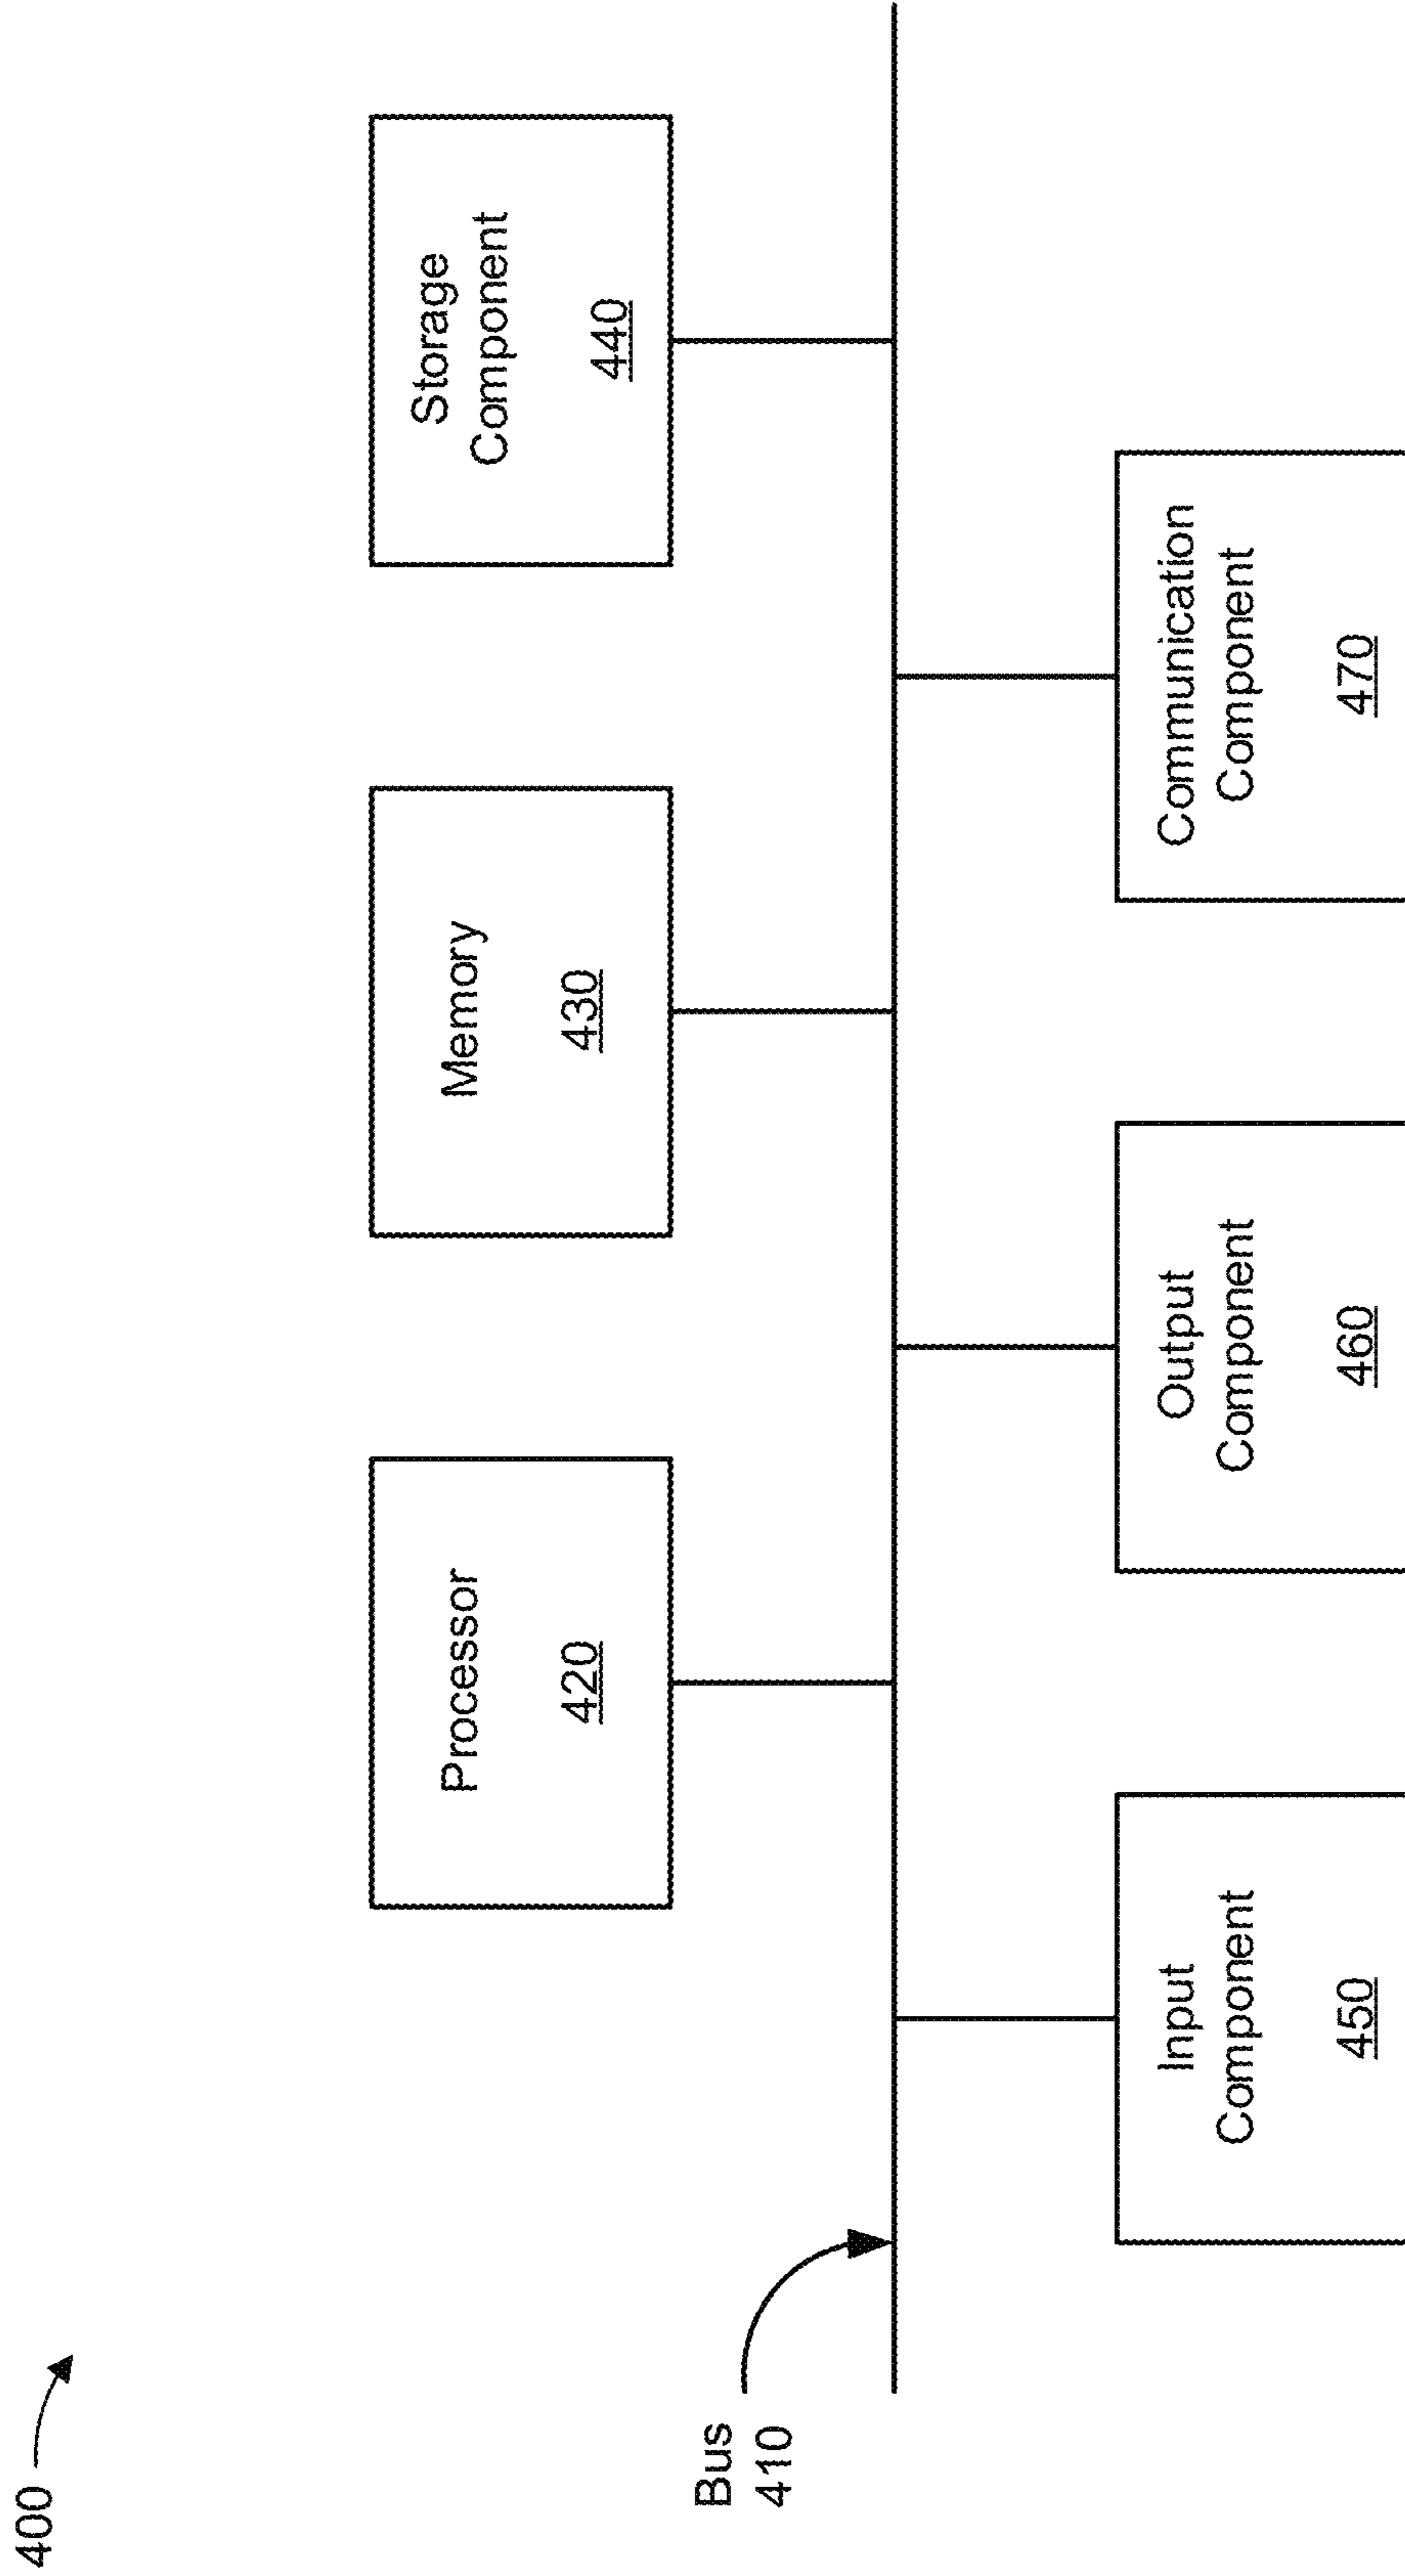 400
Processor
420
Memory
430
Storage
Component
440
Bus
410
Input
Component
450
Output
Component
460
Communication
Component
470